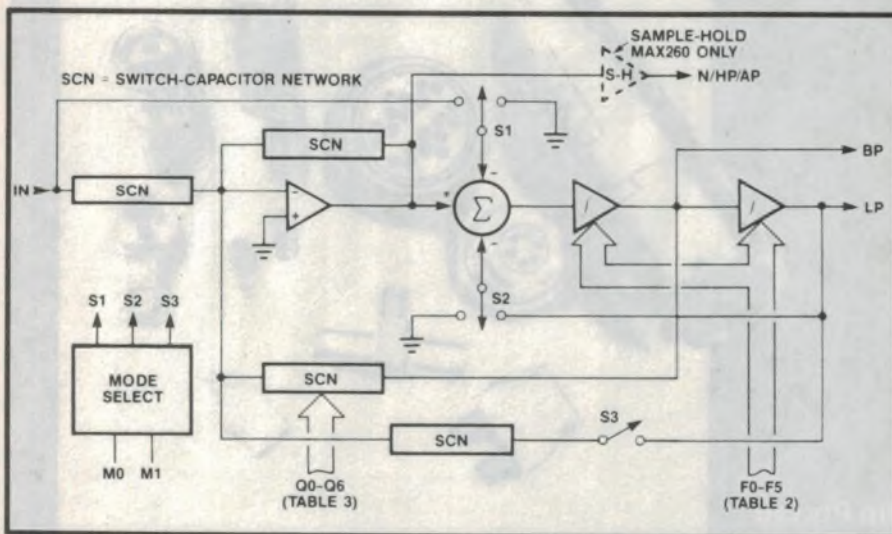 SAMPLE-HOLD
MAX260 ONLY
SCN = SWITCH-CAPACITOR NETWORK
S-H
N/HP/AP
S1
SCN
BP
IN
SCN
-
+
+
-
Σ
-
∫
∫
LP
S1 S2 S3
S2
MODE
SELECT
SCN
SCN
S3
M0 M1
Q0-Q6
(TABLE 3)
F0-F5
(TABLE 2)